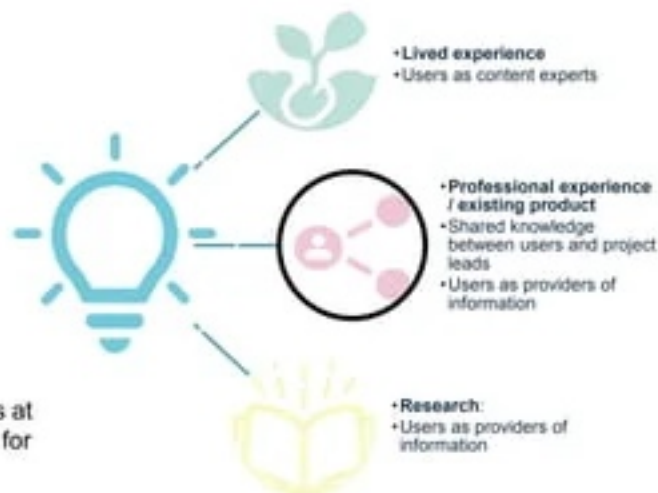 •Lived experience
•Users as content experts
•Professional experience
/ existing product
•Shared knowledge
between users and project
leads
•Users as providers of
information
s at
for
•Research:
•Users as providers of
information